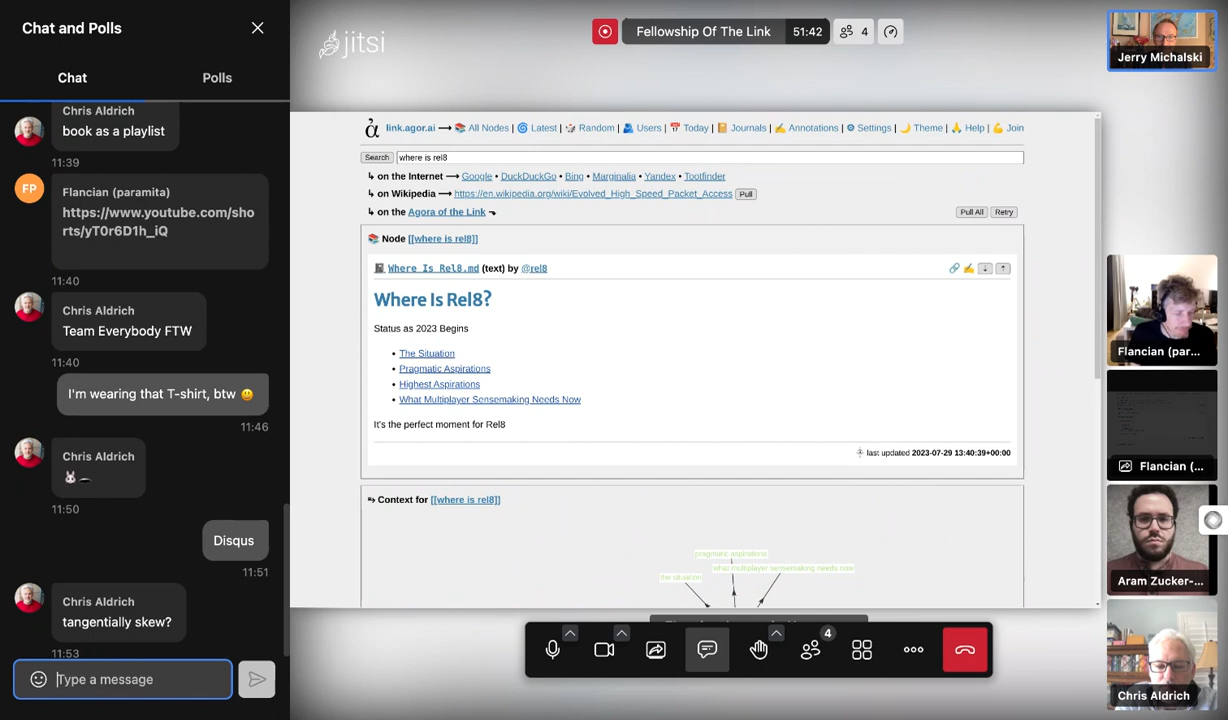 Chat and Polls
Chat
Polls
Chris Aldrich
book as a playlist
11:39
FP
Flancian (paramita)
https://www.youtube.com/sho
rts/yT0r6D1h_iQ
11:40
Chris Aldrich
Team Everybody FTW
11:40
I'm wearing that T-shirt, btw 🙂
11:46
Chris Aldrich
🐰🕳️
11:50
Disqus
11:51
Chris Aldrich
tangentially skew?
11:53
Type a message
jitsi
Fellowship Of The Link
51:42
4
link.agor.ai ⟶ 📚 All Nodes | 🌀 Latest | 🎲 Random | 👥 Users | 📅 Today | 📔 Journals | ✍ Annotations | ⚙ Settings | 🌙 Theme | 🙏 Help | 💪 Join
Search
where is rel8
↳ on the Internet ⟶ Google • DuckDuckGo • Bing • Marginalia • Yandex • Tootfinder
↳ on Wikipedia ⟶ https://en.wikipedia.org/wiki/Evolved_High_Speed_Packet_Access Pull
↳ on the Agora of the Link
Pull All Retry
📚 Node [[where is rel8]]
📓 Where Is Rel8.md (text) by @rel8
Where Is Rel8?
Status as 2023 Begins
• The Situation
• Pragmatic Aspirations
• Highest Aspirations
• What Multiplayer Sensemaking Needs Now
It's the perfect moment for Rel8
last updated 2023-07-29 13:40:39+00:00
Context for [[where is rel8]]
pragmatic aspirations
what multiplayer sensemaking needs now
the situation
4
Jerry Michalski
Flancian (par...
Flancian (...
Aram Zucker-...
Chris Aldrich